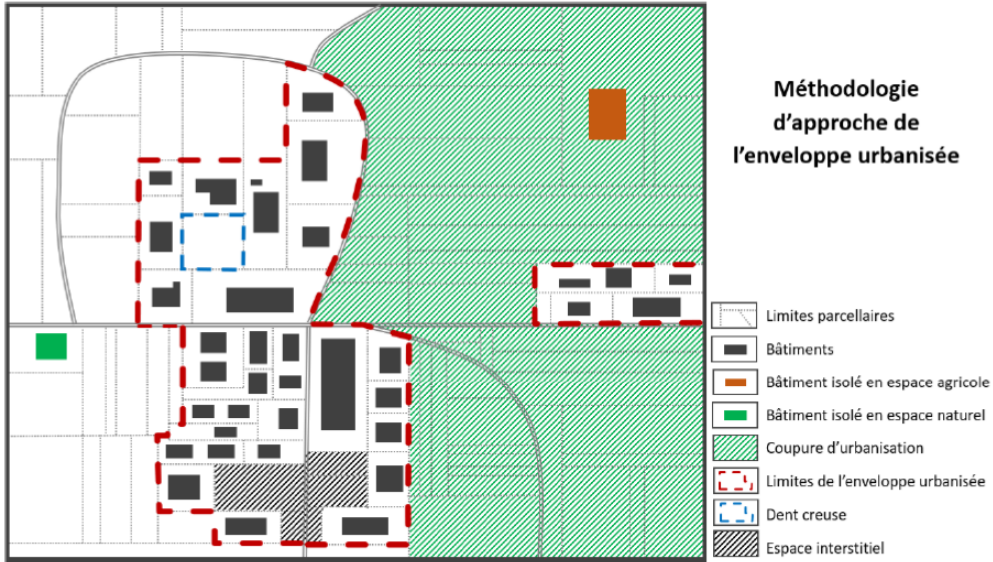 Méthodologie
d'approche de
l'enveloppe urbanisée
Limites parcellaires
Bâtiments
Bâtiment isolé en espace agricole
Bâtiment isolé en espace naturel
Coupure d'urbanisation
Limites de l'enveloppe urbanisée
Dent creuse
Espace interstitiel